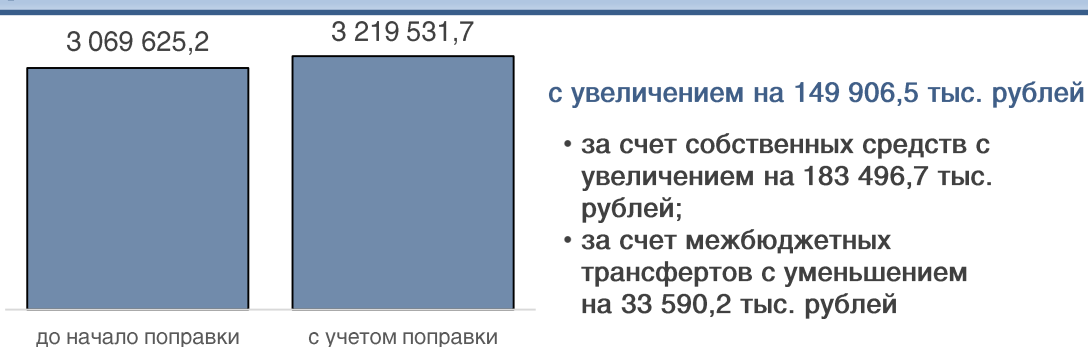 3 069 625,2
3 219 531,7
до начало поправки
с учетом поправки
с увеличением на 149 906,5 тыс. рублей
• за счет собственных средств с
увеличением на 183 496,7 тыс.
рублей;
• за счет межбюджетных
трансфертов с уменьшением
на 33 590,2 тыс. рублей